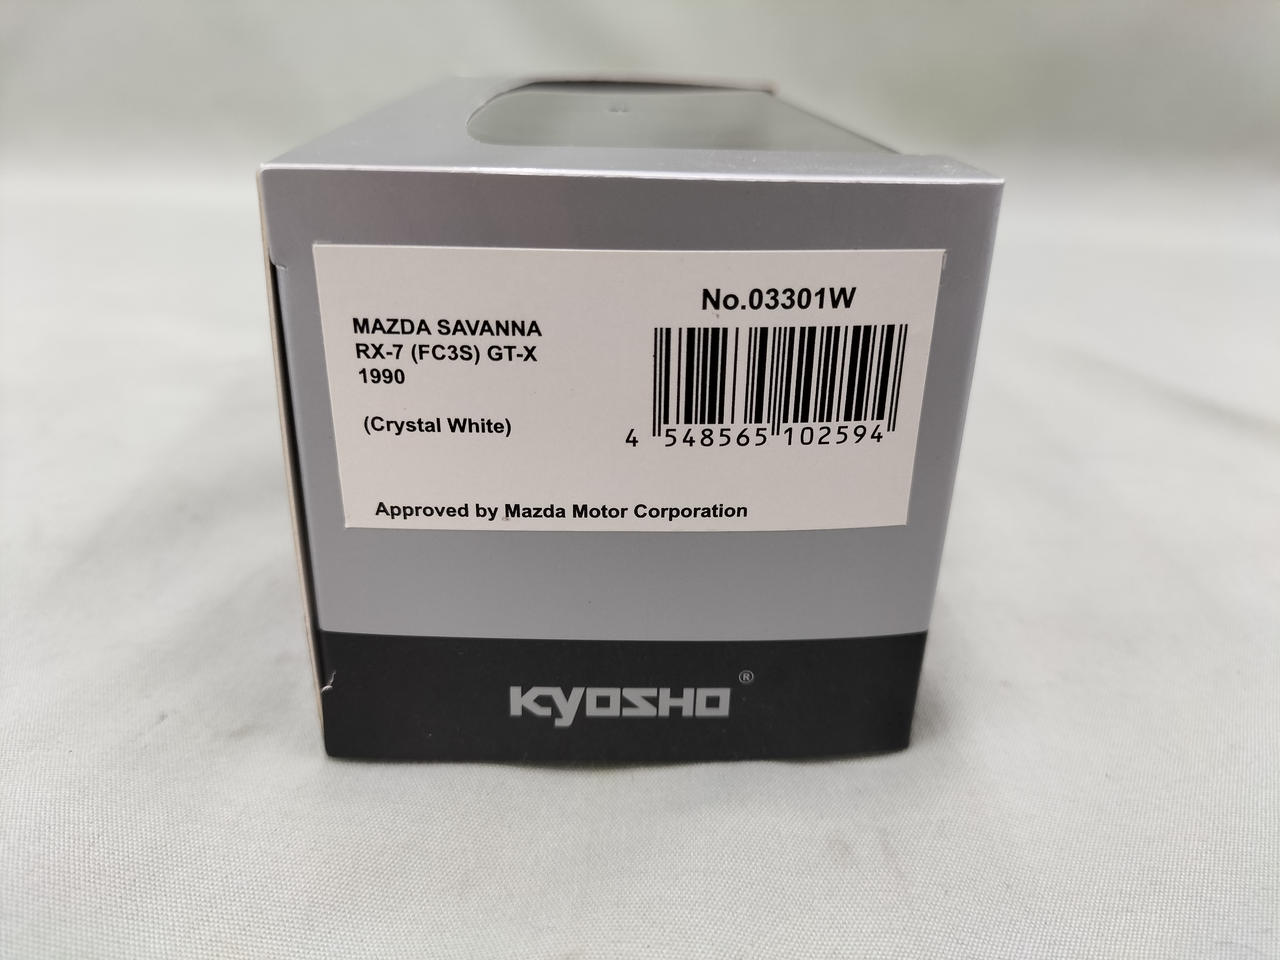 No.03301W
MAZDA SAVANNA
RX-7 (FC3S) GT-X
1990
(Crystal White)
4 548565 102594
Approved by Mazda Motor Corporation
KYOSHO ®